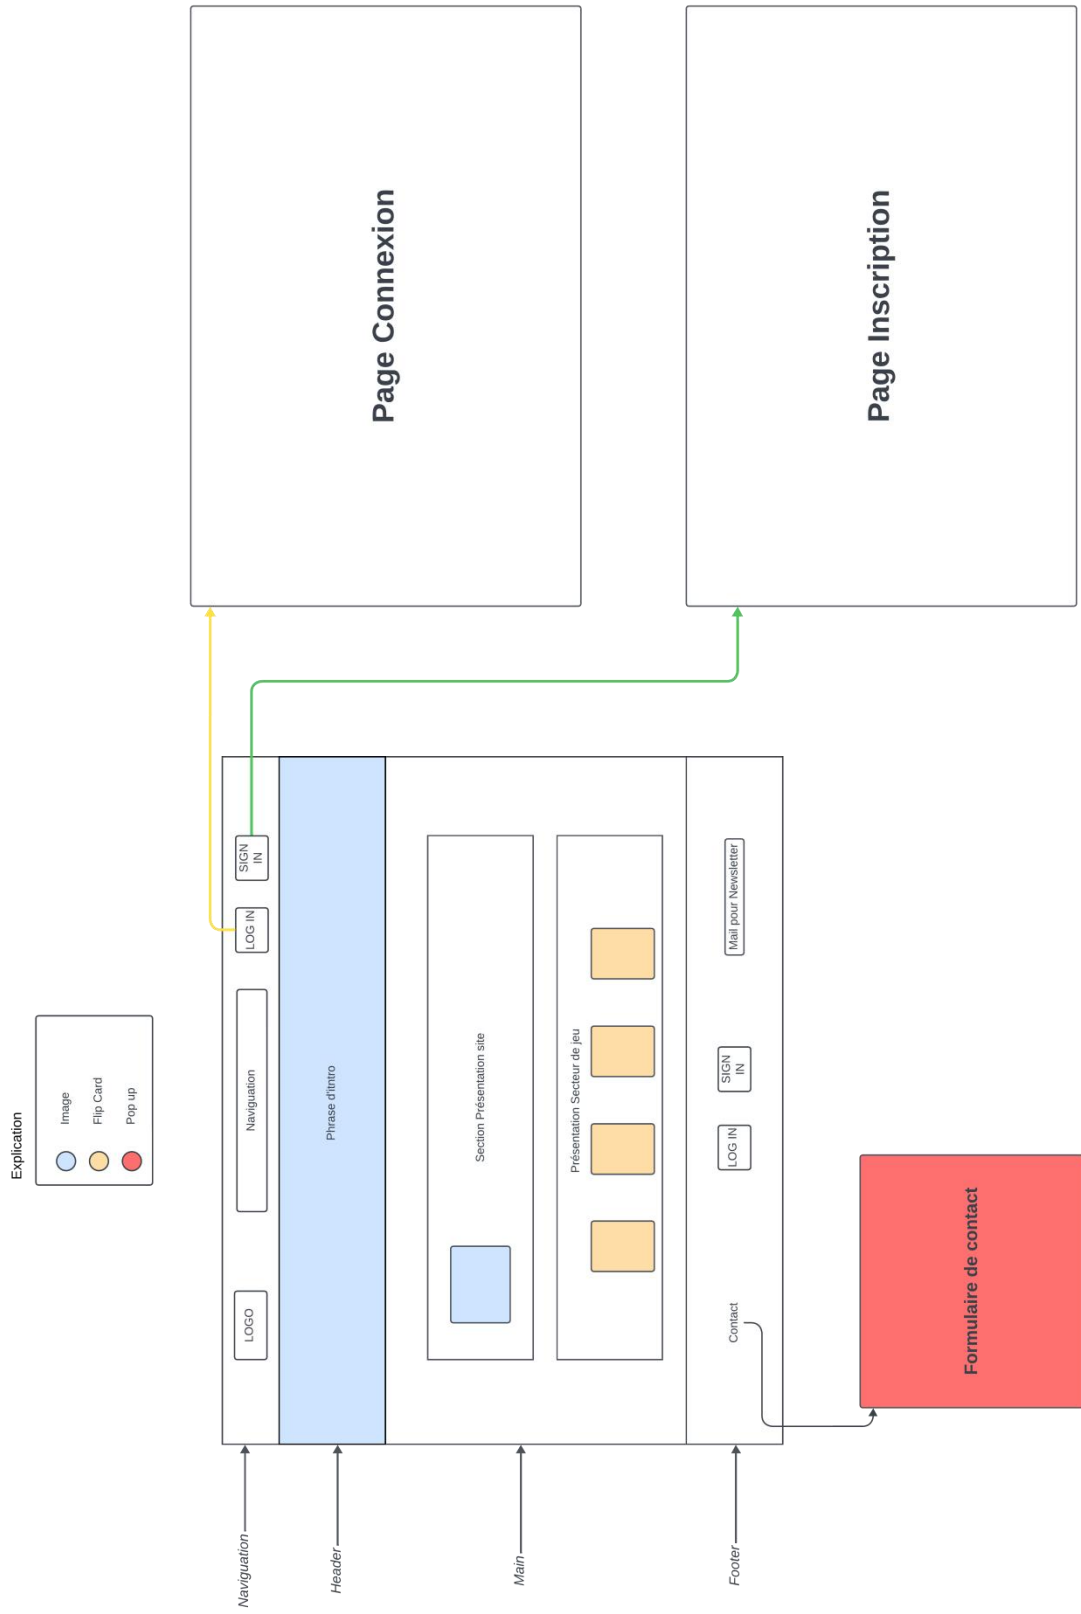 Explication
Image
Flip Card
Pop up
Naviguation
LOGO
Naviguation
LOG IN
SIGN
IN
Page Connexion
Header
Phrase d'itntro
Main
Section Présentation site
Présentation Secteur de jeu
Footer
Contact
LOG IN
SIGN
IN
Mail pour Newsletter
Page Inscription
Formulaire de contact